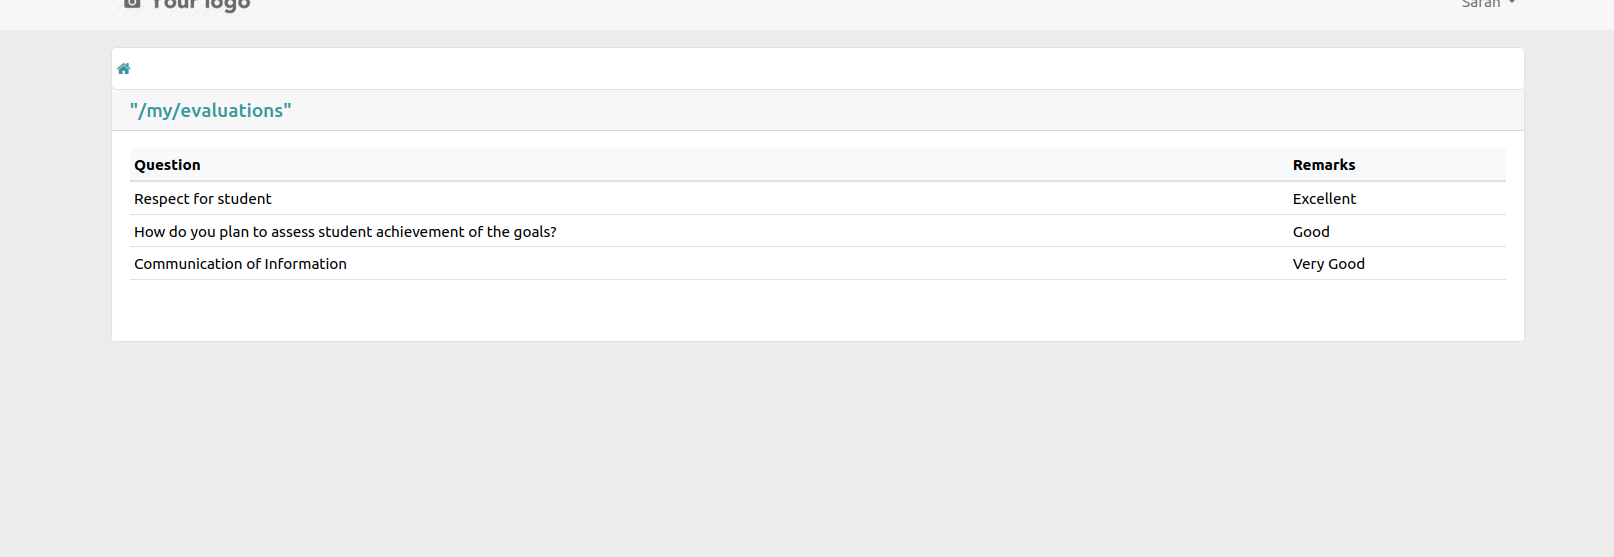 Your logo
Sarah
"/my/evaluations"
Question Remarks
Respect for student Excellent
How do you plan to assess student achievement of the goals? Good
Communication of Information Very Good